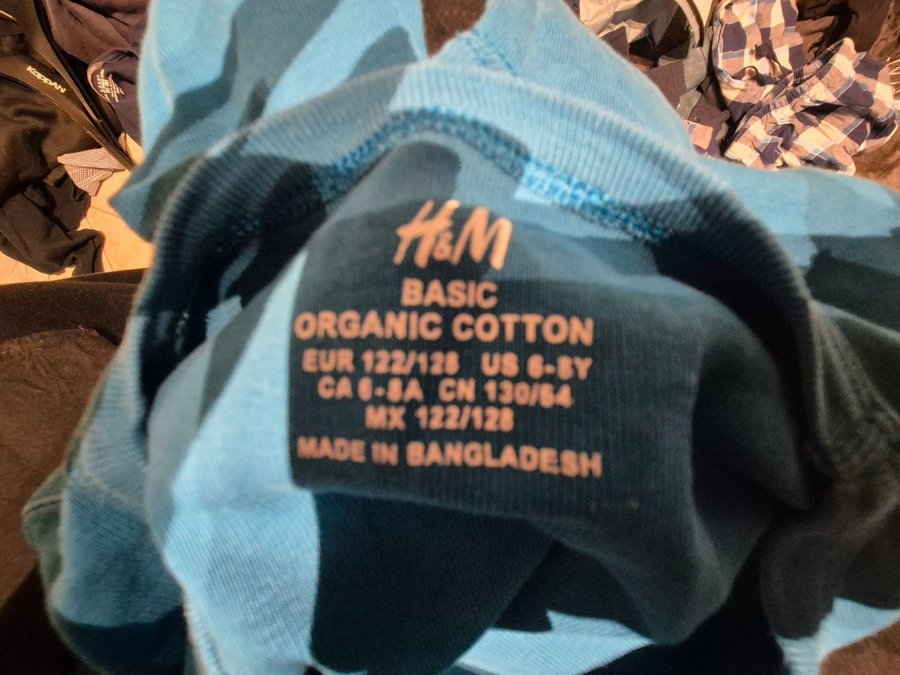 Kappahl
H&M
BASIC
ORGANIC COTTON
EUR 122/128 US 6-8Y
CA 6-8A CN 130/64
MX 122/128
MADE IN BANGLADESH